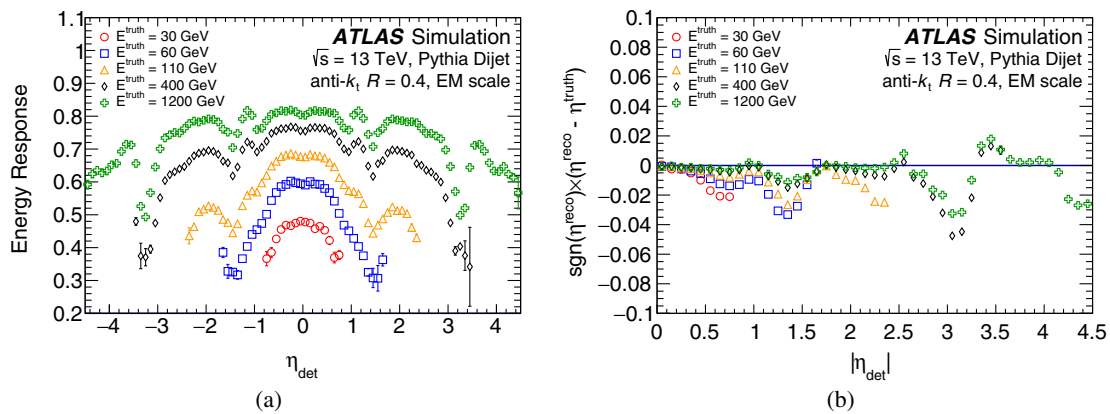 E^truth = 30 GeV
E^truth = 60 GeV
E^truth = 110 GeV
E^truth = 400 GeV
E^truth = 1200 GeV
ATLAS Simulation
√s = 13 TeV, Pythia Dijet
anti-k_t R = 0.4, EM scale
Energy Response
1.1
1
0.9
0.8
0.7
0.6
0.5
0.4
0.3
0.2
−4 −3 −2 −1 0 1 2 3 4
η_det
(a)
E^truth = 30 GeV
E^truth = 60 GeV
E^truth = 110 GeV
E^truth = 400 GeV
E^truth = 1200 GeV
ATLAS Simulation
√s = 13 TeV, Pythia Dijet
anti-k_t R = 0.4, EM scale
sgn(η^reco)×(η^reco - η^truth)
0.1
0.08
0.06
0.04
0.02
0
−0.02
−0.04
−0.06
−0.08
−0.1
0 0.5 1 1.5 2 2.5 3 3.5 4 4.5
|η_det|
(b)